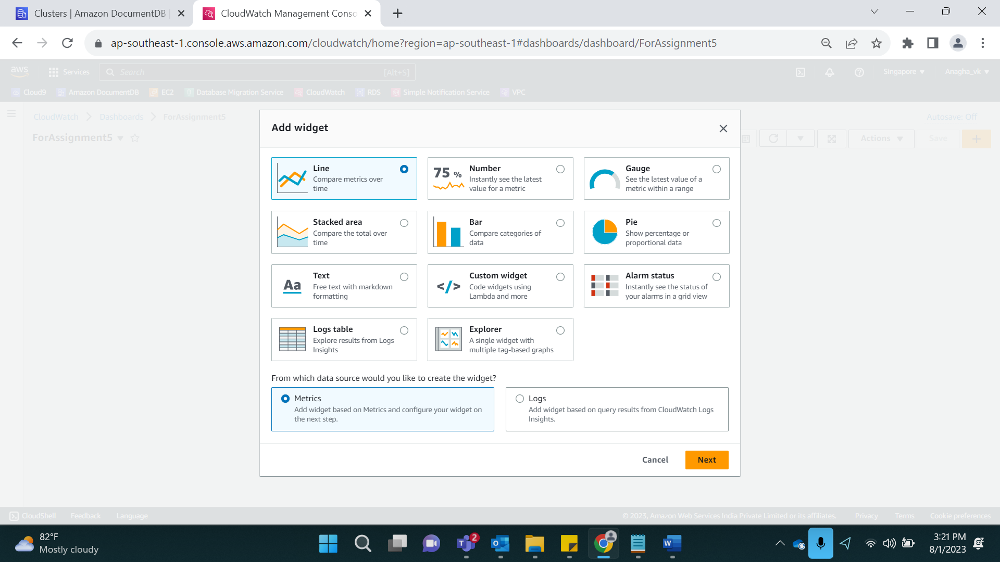 Clusters | Amazon DocumentDB
CloudWatch Management Conso
ap-southeast-1.console.aws.amazon.com/cloudwatch/home?region=ap-southeast-1#dashboards/dashboard/ForAssignment5
aws
Services
Search
[Alt+S]
Singapore
Anagha_vk
Cloud9
Amazon DocumentDB
EC2
Database Migration Service
CloudWatch
RDS
Simple Notification Service
VPC
CloudWatch
Dashboards
ForAssignment5
Autosave: Off
ForAssignment5
Actions
Save
Add widget
Line
Compare metrics over
time
75 %
Number
Instantly see the latest
value for a metric
Gauge
See the latest value of a
metric within a range
Stacked area
Compare the total over
time
Bar
Compare categories of
data
Pie
Show percentage or
proportional data
Aa
Text
Free text with markdown
formatting
</>
Custom widget
Code widgets using
Lambda and more
Alarm status
Instantly see the status of
your alarms in a grid view
Logs table
Explore results from Logs
Insights
Explorer
A single widget with
multiple tag-based graphs
From which data source would you like to create the widget?
Metrics
Add widget based on Metrics and configure your widget on
the next step.
Logs
Add widget based on query results from CloudWatch Logs
Insights.
Cancel
Next
CloudShell
Feedback
Language
© 2023, Amazon Web Services India Private Limited or its affiliates.
Privacy
Terms
Cookie preferences
82°F
Mostly cloudy
2
3:21 PM
8/1/2023